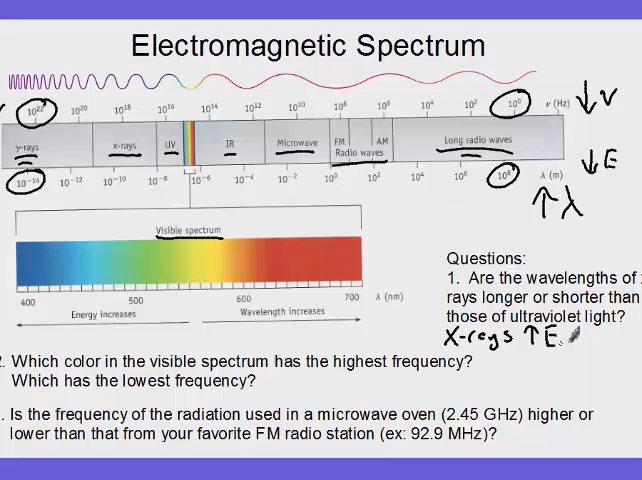 Electromagnetic Spectrum
10²² 10²⁰ 10¹⁸ 10¹⁶ 10¹⁴ 10¹² 10¹⁰ 10⁸ 10⁶ 10⁴ 10² 10⁰ ν (Hz) ↓ν
γ-rays x-rays UV IR Microwave FM AM Long radio waves
Radio waves ↓E
10⁻¹⁴ 10⁻¹² 10⁻¹⁰ 10⁻⁸ 10⁻⁶ 10⁻⁴ 10⁻² 10⁰ 10² 10⁴ 10⁶ 10⁸ λ (m)
↑λ
Visible spectrum
400 500 600 700 λ (nm)
Energy increases Wavelength increases
Questions:
1. Are the wavelengths of
rays longer or shorter than
those of ultraviolet light?
X-rays ↑E.
. Which color in the visible spectrum has the highest frequency?
Which has the lowest frequency?
. Is the frequency of the radiation used in a microwave oven (2.45 GHz) higher or
lower than that from your favorite FM radio station (ex: 92.9 MHz)?